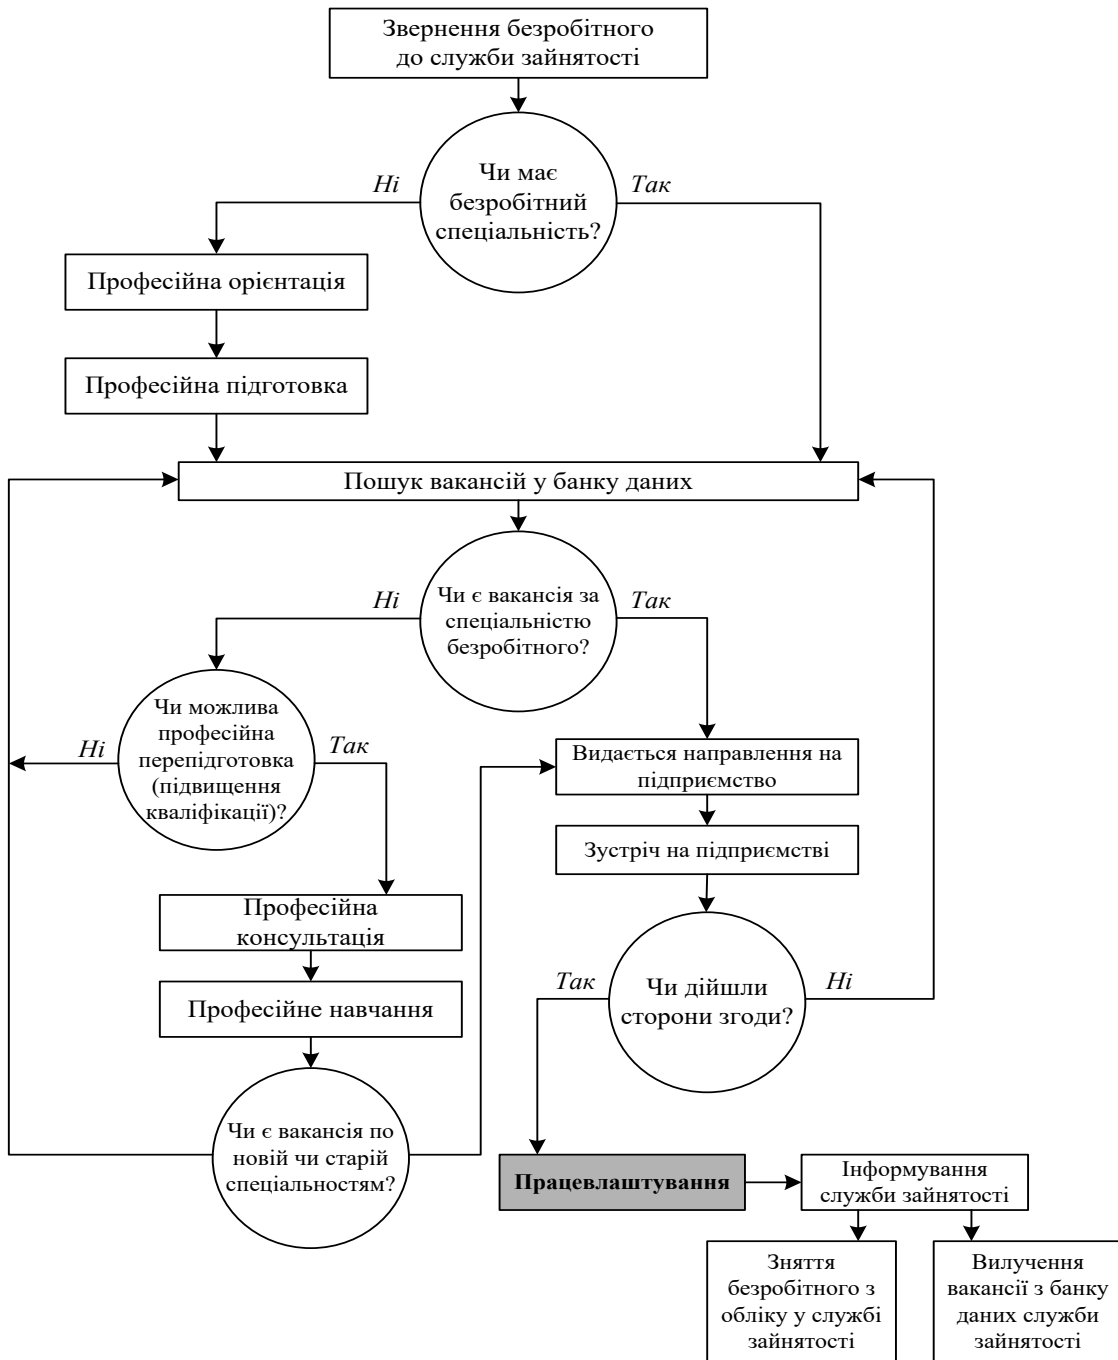 Звернення безробітного
до служби зайнятості
Чи має
безробітний
спеціальність?
Ні
Так
Професійна орієнтація
Професійна підготовка
Пошук вакансій у банку даних
Чи є вакансія за
спеціальністю
безробітного?
Ні
Так
Чи можлива
професійна
перепідготовка
(підвищення
кваліфікації)?
Ні
Так
Видається направлення на
підприємство
Зустріч на підприємстві
Професійна
консультація
Професійне навчання
Чи дійшли
сторони згоди?
Так
Ні
Чи є вакансія по
новій чи старій
спеціальностям?
Працевлаштування
Інформування
служби зайнятості
Зняття
безробітного з
обліку у службі
зайнятості
Вилучення
вакансії з банку
даних служби
зайнятості